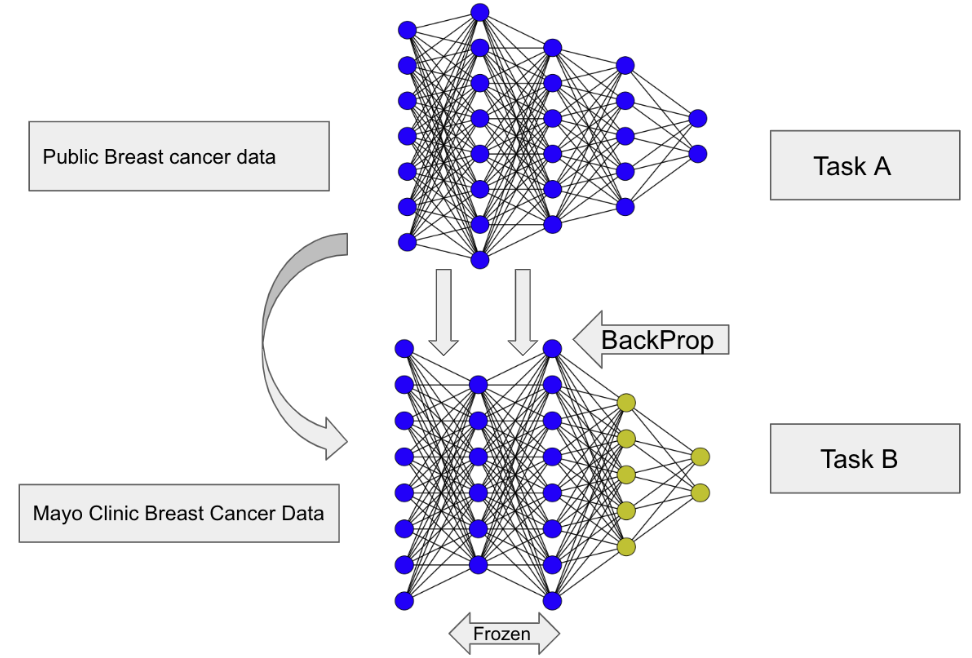 Public Breast cancer data
Task A
BackProp
Task B
Mayo Clinic Breast Cancer Data
Frozen